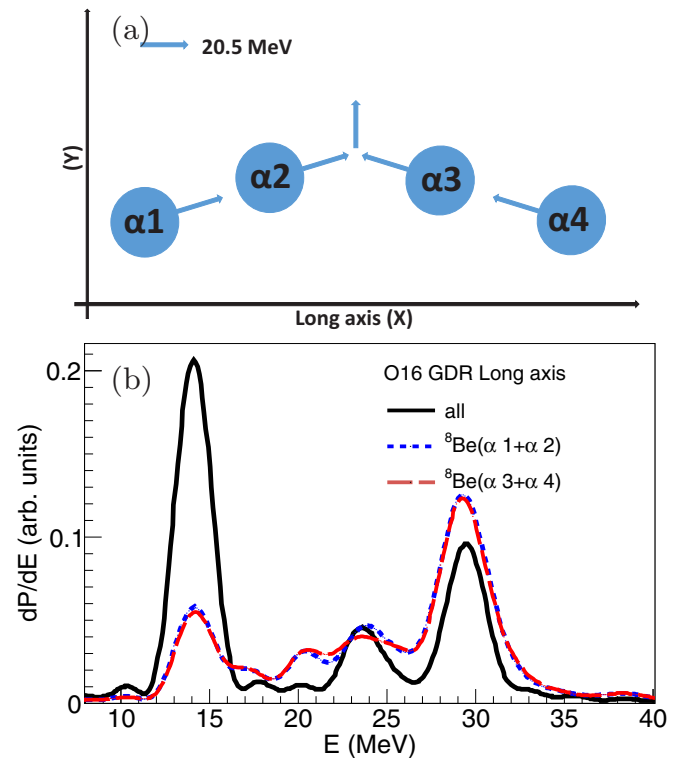 (a)
20.5 MeV
α1
α2
α3
α4
(Y)
Long axis (X)
(b)
O16 GDR Long axis
all
⁸Be(α 1+α 2)
⁸Be(α 3+α 4)
dP/dE (arb. units)
0.2
0.1
0
10
15
20
25
30
35
40
E (MeV)